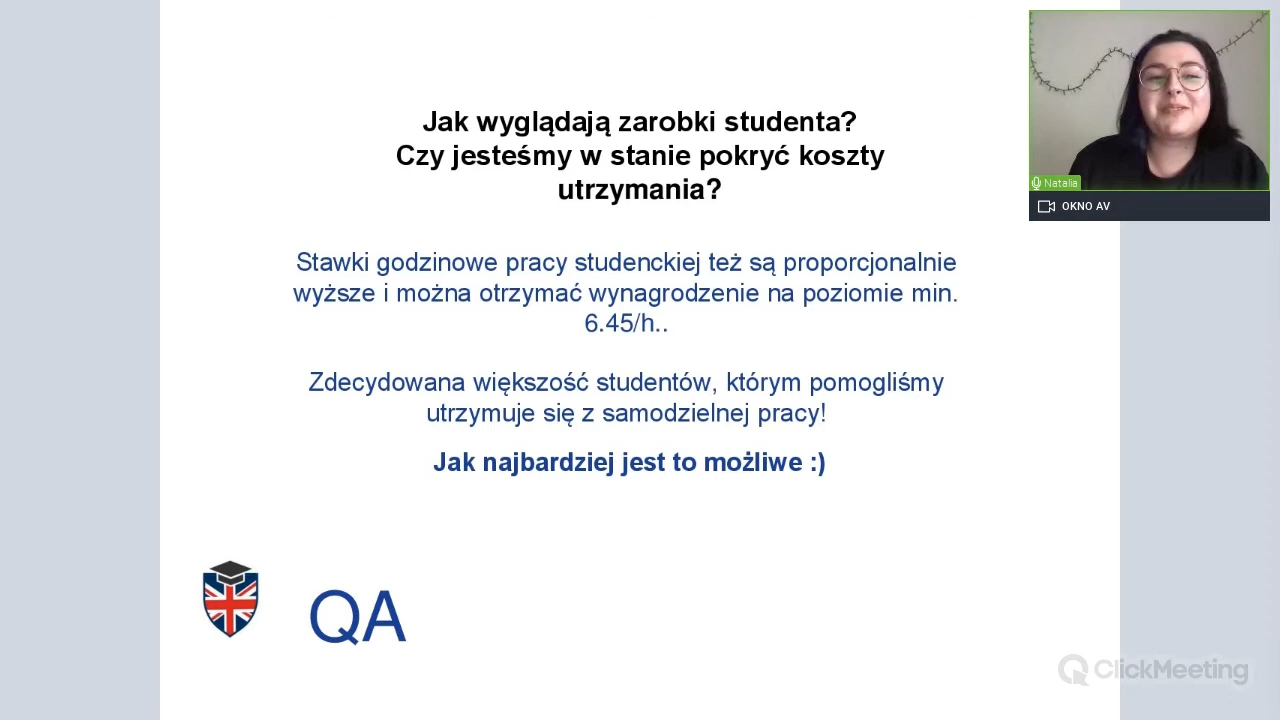 Jak wyglądają zarobki studenta?
Czy jesteśmy w stanie pokryć koszty
utrzymania?
Stawki godzinowe pracy studenckiej też są proporcjonalnie
wyższe i można otrzymać wynagrodzenie na poziomie min.
6.45/h..
Zdecydowana większość studentów, którym pomogliśmy
utrzymuje się z samodzielnej pracy!
Jak najbardziej jest to możliwe :)
QA
Natalia
OKNO AV
ClickMeeting